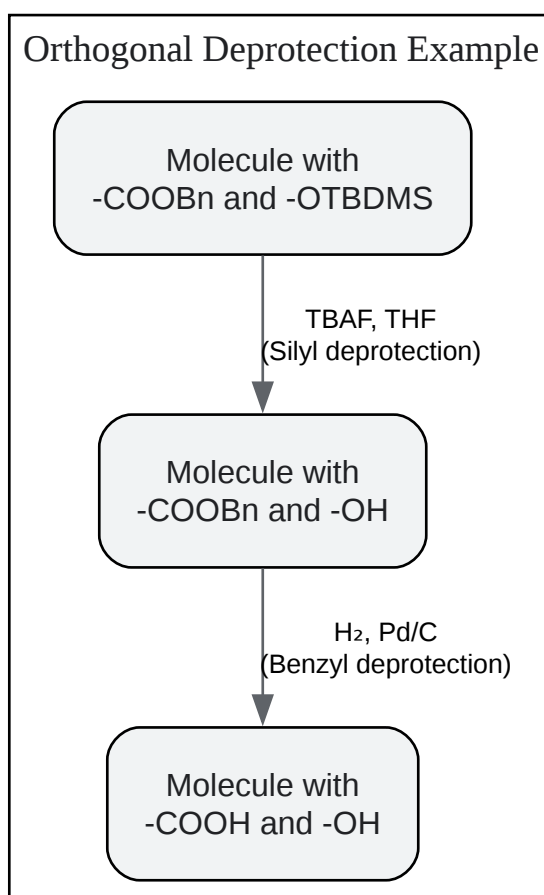 Orthogonal Deprotection Example
Molecule with
-COOBn and -OTBDMS
TBAF, THF
(Silyl deprotection)
Molecule with
-COOBn and -OH
H₂, Pd/C
(Benzyl deprotection)
Molecule with
-COOH and -OH